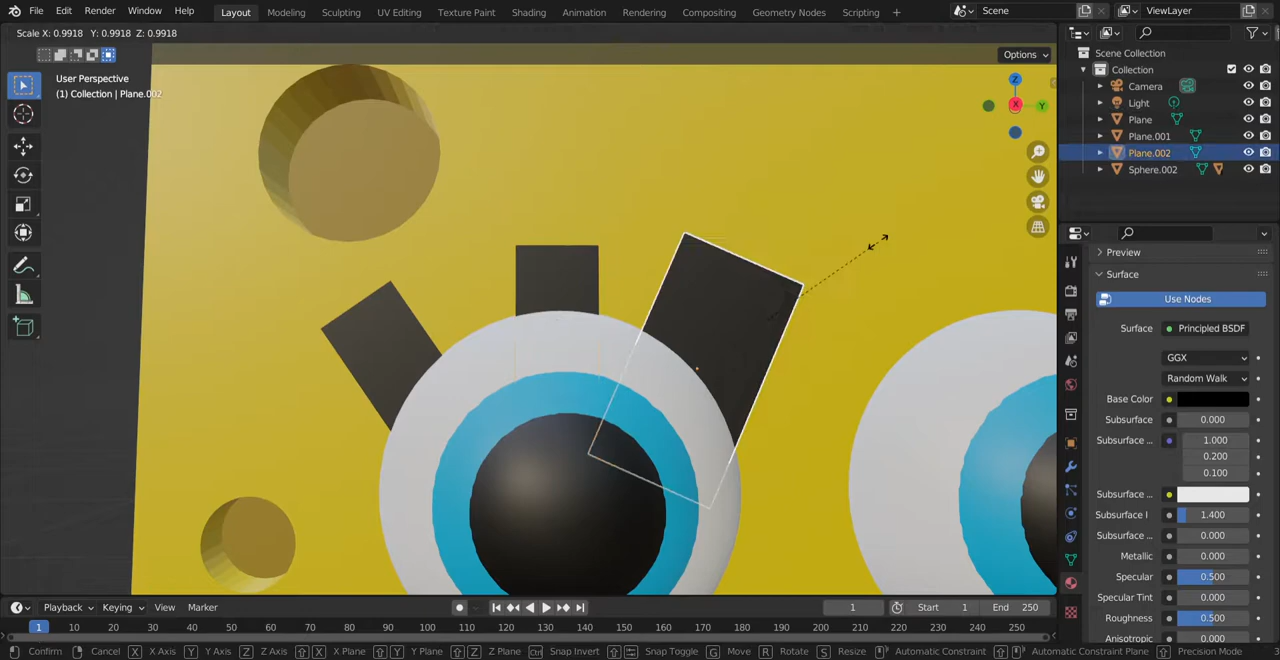 File Edit Render Window Help Layout Modeling Sculpting UV Editing Texture Paint Shading Animation Rendering Compositing Geometry Nodes Scripting + Scene ViewLayer
Scale X: 0.9918 Y: 0.9918 Z: 0.9918
Options
User Perspective
(1) Collection | Plane.002
Z
X
Y
Scene Collection
Collection
Camera
Light
Plane
Plane.001
Plane.002
Sphere.002
Preview
Surface
Use Nodes
Surface Principled BSDF
GGX
Random Walk
Base Color
Subsurface 0.000
Subsurface ... 1.000
0.200
0.100
Subsurface ...
Subsurface I 1.400
Subsurface ... 0.000
Metallic 0.000
Specular 0.500
Specular Tint 0.000
Roughness 0.500
Anisotropic 0.000
Playback Keying View Marker 1 Start 1 End 250
1 10 20 30 40 50 60 70 80 90 100 110 120 130 140 150 160 170 180 190 200 210 220 230 240 250
Confirm Cancel X X Axis Y Y Axis Z Z Axis X X Plane Y Y Plane Z Z Plane Ctrl Snap Invert Snap Toggle G Move R Rotate S Resize Automatic Constraint Automatic Constraint Plane Precision Mode